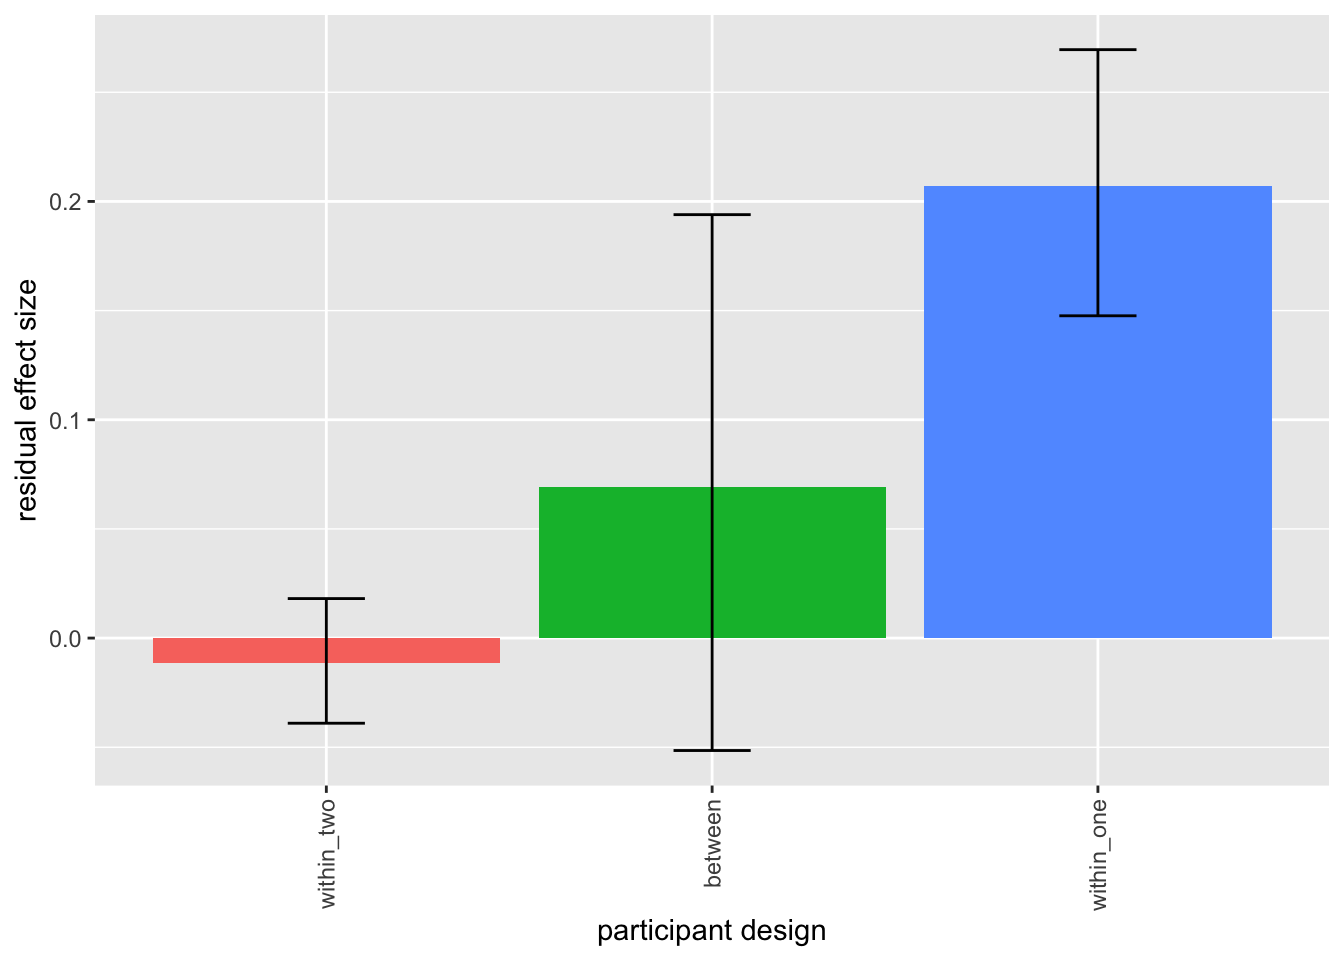 residual effect size
0.2
0.1
0.0
within_two
between
within_one
participant design